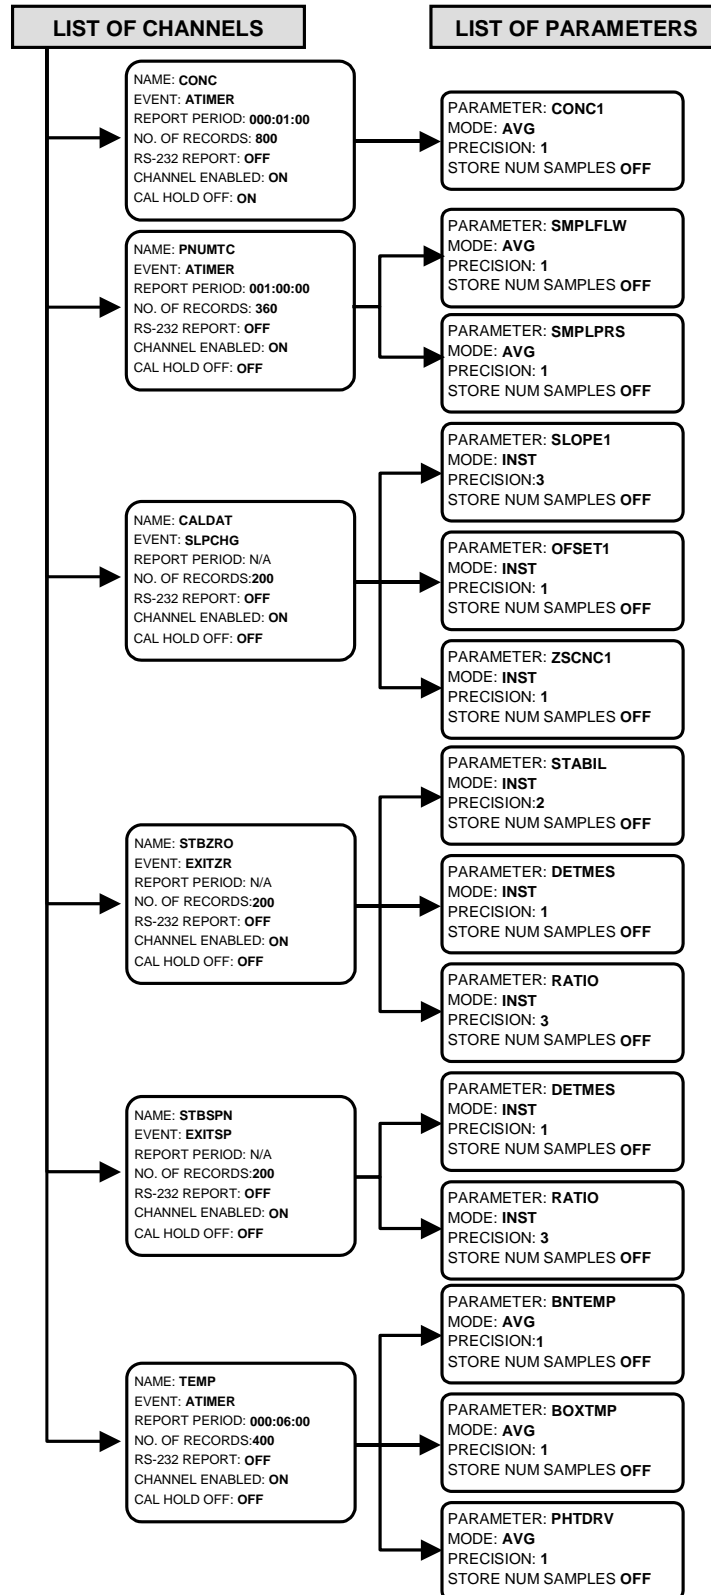 LIST OF CHANNELS
LIST OF PARAMETERS
NAME: CONC
EVENT: ATIMER
REPORT PERIOD: 000:01:00
NO. OF RECORDS: 800
RS-232 REPORT: OFF
CHANNEL ENABLED: ON
CAL HOLD OFF: ON
PARAMETER: CONC1
MODE: AVG
PRECISION: 1
STORE NUM SAMPLES OFF
NAME: PNUMTC
EVENT: ATIMER
REPORT PERIOD: 001:00:00
NO. OF RECORDS: 360
RS-232 REPORT: OFF
CHANNEL ENABLED: ON
CAL HOLD OFF: OFF
PARAMETER: SMPLFLW
MODE: AVG
PRECISION: 1
STORE NUM SAMPLES OFF
PARAMETER: SMPLPRS
MODE: AVG
PRECISION: 1
STORE NUM SAMPLES OFF
NAME: CALDAT
EVENT: SLPCHG
REPORT PERIOD: N/A
NO. OF RECORDS:200
RS-232 REPORT: OFF
CHANNEL ENABLED: ON
CAL HOLD OFF: OFF
PARAMETER: SLOPE1
MODE: INST
PRECISION:3
STORE NUM SAMPLES OFF
PARAMETER: OFSET1
MODE: INST
PRECISION: 1
STORE NUM SAMPLES OFF
PARAMETER: ZSCNC1
MODE: INST
PRECISION: 1
STORE NUM SAMPLES OFF
NAME: STBZRO
EVENT: EXITZR
REPORT PERIOD: N/A
NO. OF RECORDS:200
RS-232 REPORT: OFF
CHANNEL ENABLED: ON
CAL HOLD OFF: OFF
PARAMETER: STABIL
MODE: INST
PRECISION:2
STORE NUM SAMPLES OFF
PARAMETER: DETMES
MODE: INST
PRECISION: 1
STORE NUM SAMPLES OFF
PARAMETER: RATIO
MODE: INST
PRECISION: 3
STORE NUM SAMPLES OFF
NAME: STBSPN
EVENT: EXITSP
REPORT PERIOD: N/A
NO. OF RECORDS:200
RS-232 REPORT: OFF
CHANNEL ENABLED: ON
CAL HOLD OFF: OFF
PARAMETER: DETMES
MODE: INST
PRECISION: 1
STORE NUM SAMPLES OFF
PARAMETER: RATIO
MODE: INST
PRECISION: 3
STORE NUM SAMPLES OFF
NAME: TEMP
EVENT: ATIMER
REPORT PERIOD: 000:06:00
NO. OF RECORDS:400
RS-232 REPORT: OFF
CHANNEL ENABLED: ON
CAL HOLD OFF: OFF
PARAMETER: BNTEMP
MODE: AVG
PRECISION:1
STORE NUM SAMPLES OFF
PARAMETER: BOXTMP
MODE: AVG
PRECISION: 1
STORE NUM SAMPLES OFF
PARAMETER: PHTDRV
MODE: AVG
PRECISION: 1
STORE NUM SAMPLES OFF